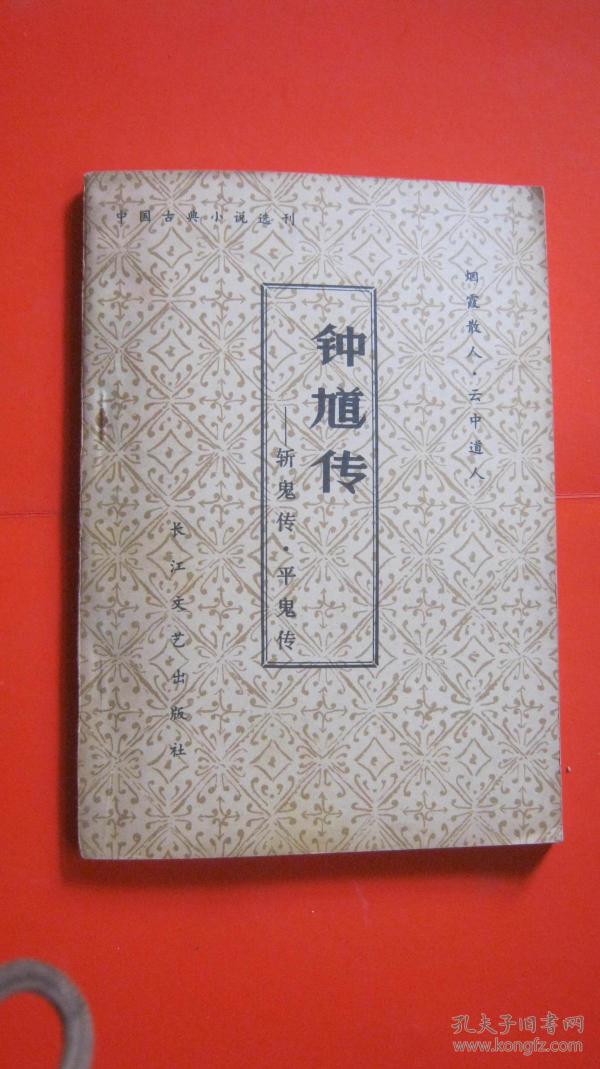 中国古典小说选刊
烟霞散人·云中道人
钟馗传
——斩鬼传·平鬼传
长江文艺出版社
孔夫子旧书网
www.kongfz.com